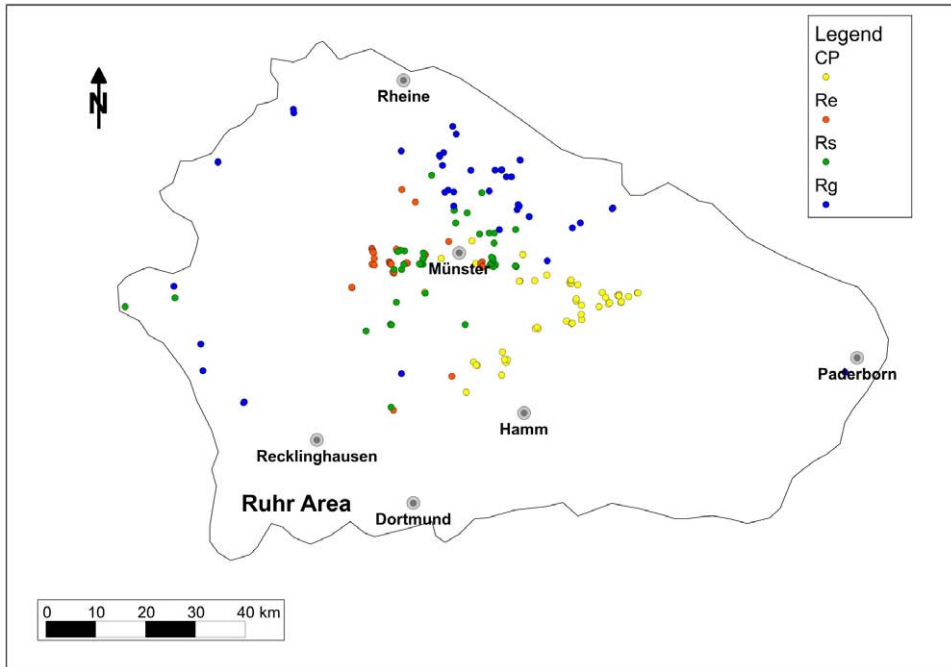 Legend
CP
Re
Rs
Rg
N
Rheine
Münster
Paderborn
Hamm
Recklinghausen
Ruhr Area
Dortmund
0 10 20 30 40 km